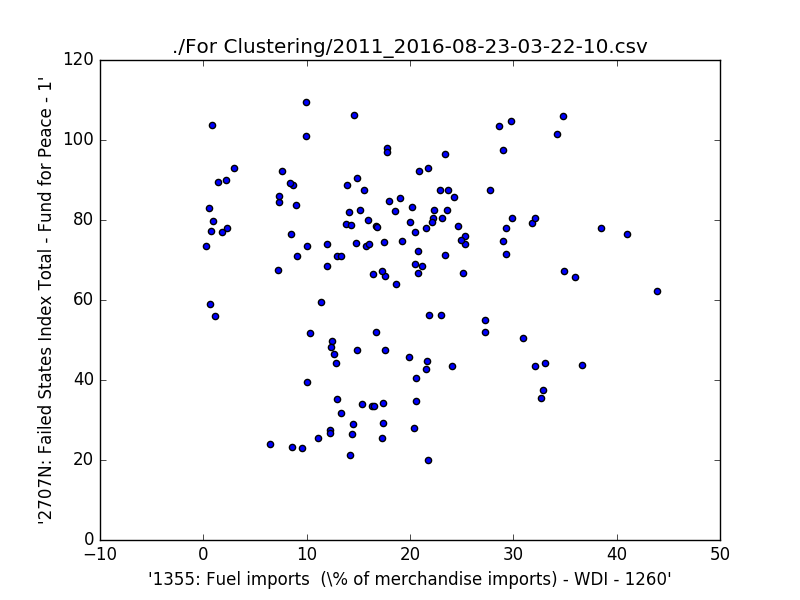 ./For Clustering/2011_2016-08-23-03-22-10.csv
'2707N: Failed States Index Total - Fund for Peace - 1'
120
100
80
60
40
20
0
−10 0 10 20 30 40 50
'1355: Fuel imports  (\% of merchandise imports) - WDI - 1260'